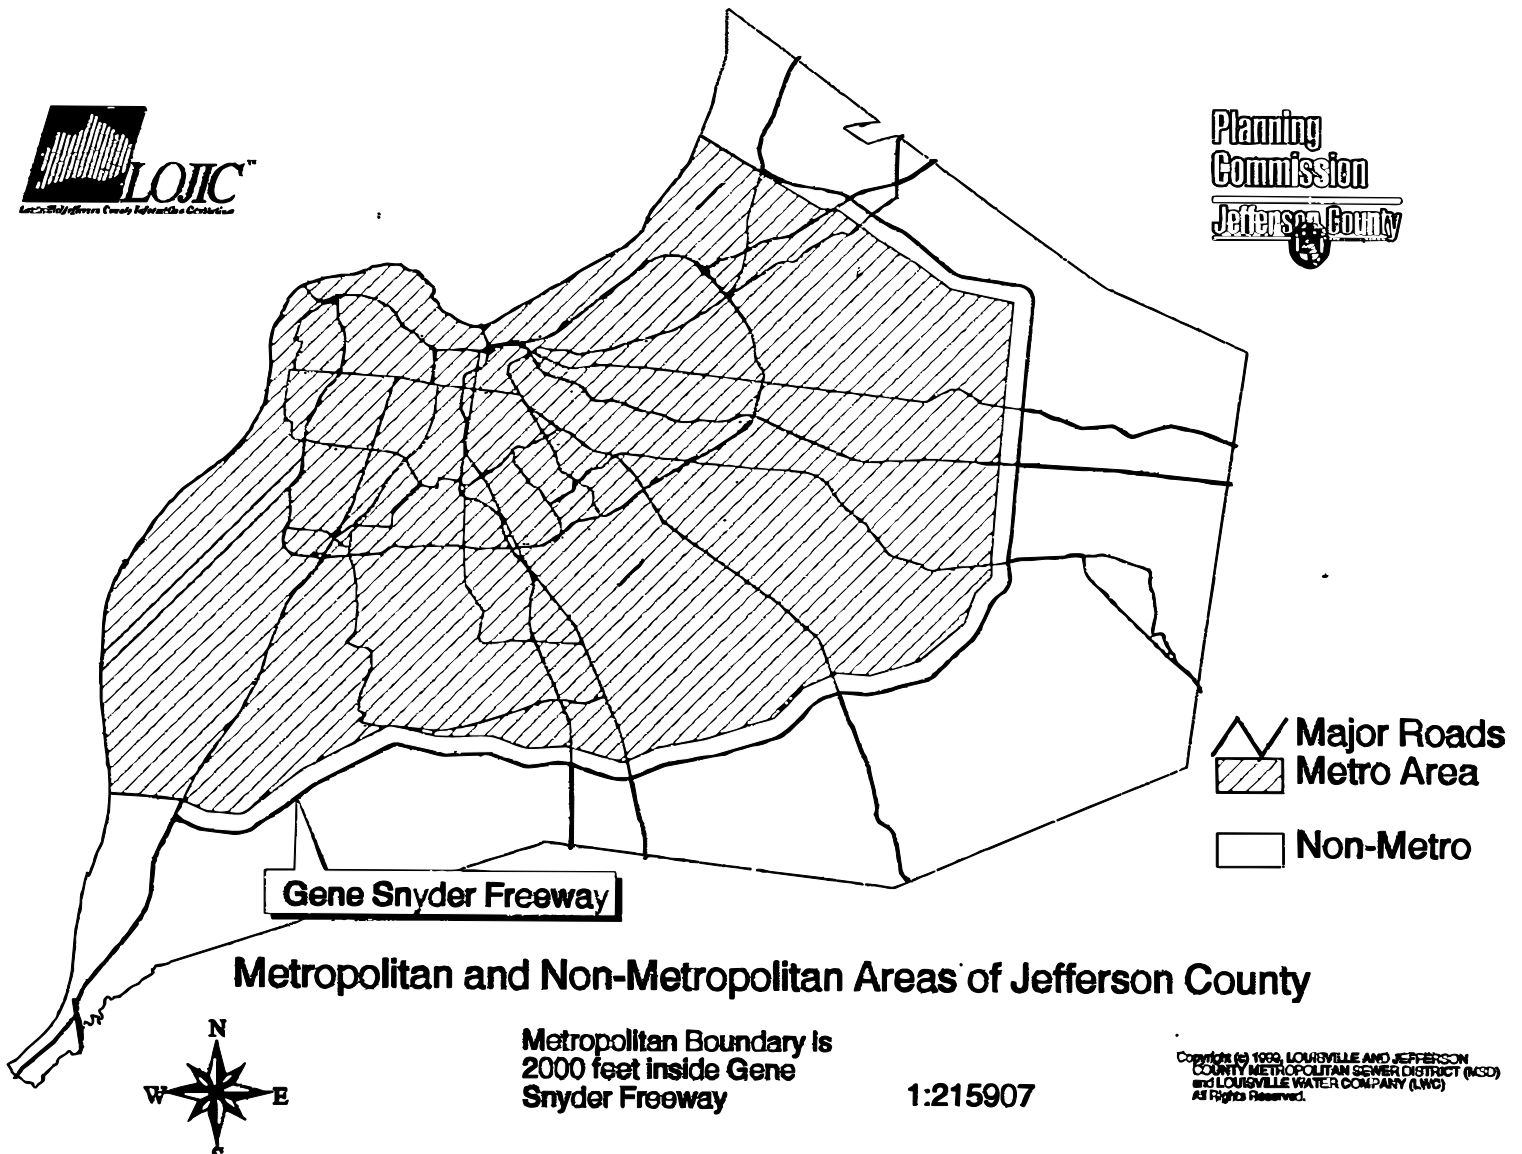 LOJIC™
Planning
Commission
Jefferson County
Major Roads
Metro Area
Non-Metro
Gene Snyder Freeway
Metropolitan and Non-Metropolitan Areas of Jefferson County
N
W
E
S
Metropolitan Boundary is
2000 feet inside Gene
Snyder Freeway
1:215907
Copyright (c) LOUISVILLE AND JEFFERSON
COUNTY METROPOLITAN SEWER DISTRICT (MSD)
and LOUISVILLE WATER COMPANY (LWC)
All Rights Reserved.